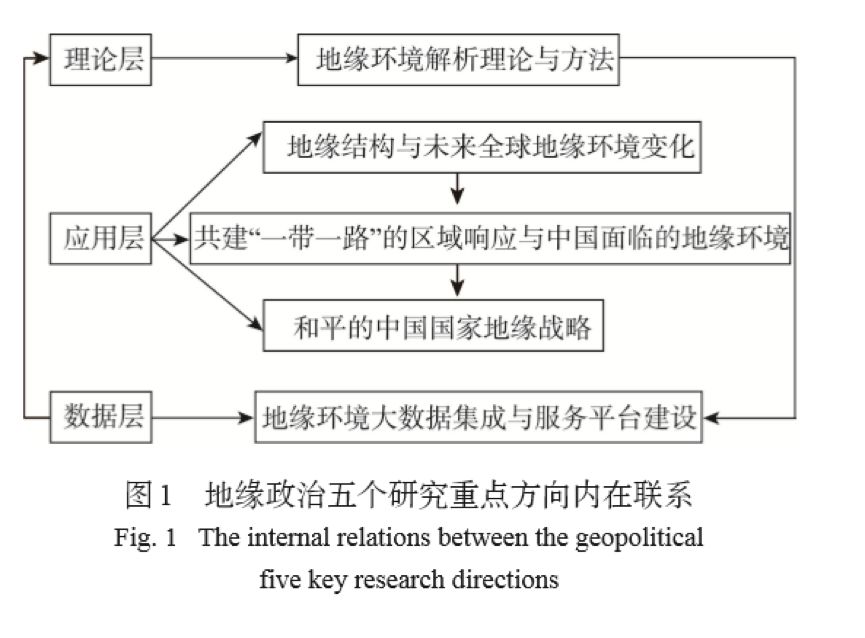 理论层
地缘环境解析理论与方法
地缘结构与未来全球地缘环境变化
应用层
共建“一带一路”的区域响应与中国面临的地缘环境
和平的中国国家地缘战略
数据层
地缘环境大数据集成与服务平台建设
图1 地缘政治五个研究重点方向内在联系
Fig. 1 The internal relations between the geopolitical
five key research directions